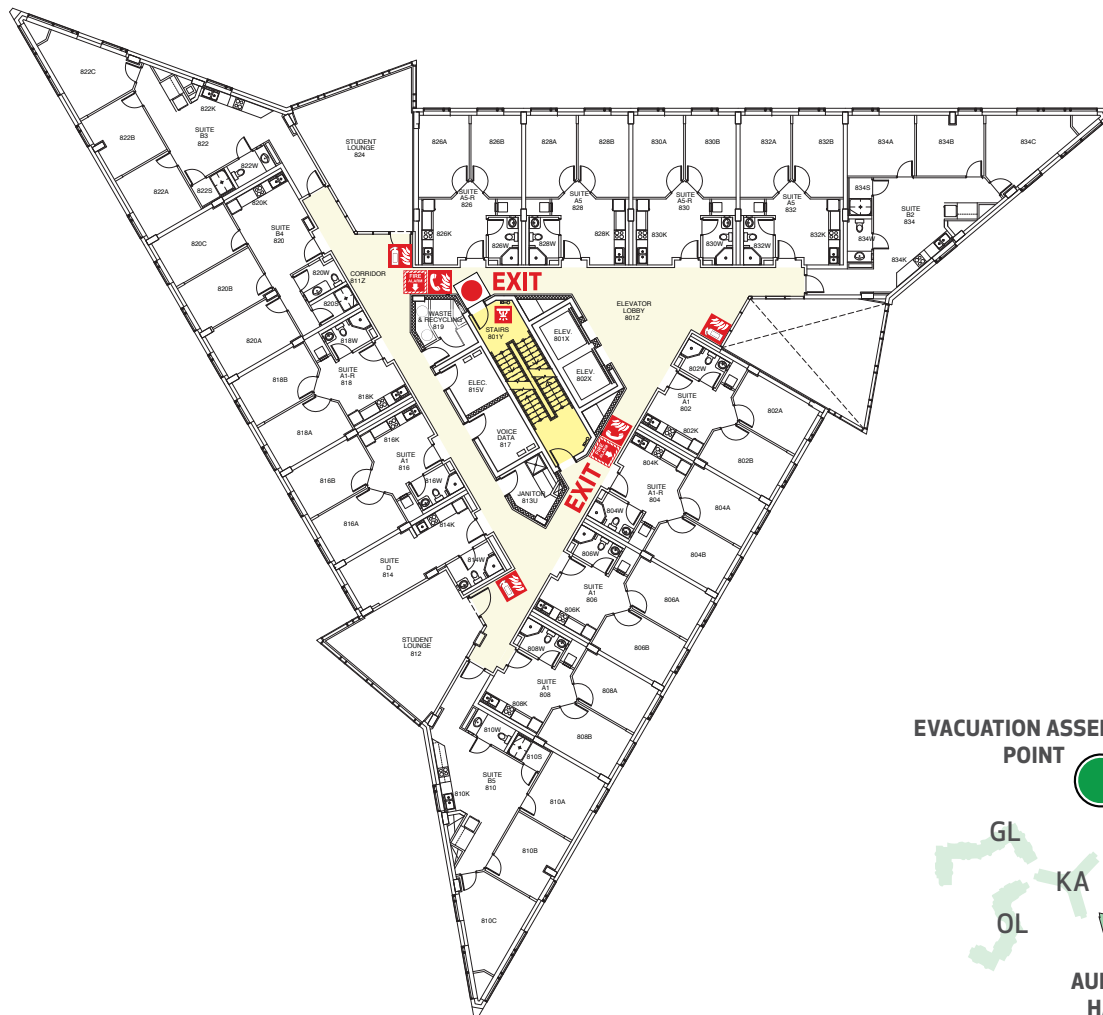 822C
822K
822B
SUITE
B3
822
822W
822A
822S
STUDENT
LOUNGE
824
826A
826B
828A
828B
830A
830B
832A
832B
834A
834B
834C
SUITE
A5-R
826
SUITE
A5
828
SUITE
A5-R
830
SUITE
A5
832
834S
SUITE
B2
834
826K
826W
828W
828K
830K
830W
832W
832K
834W
834K
820K
SUITE
B4
820
820C
820B
820W
820S
820A
CORRIDOR
811Z
FIRE
ALARM
EXIT
ELEVATOR
LOBBY
801Z
WASTE
& RECYCLING
819
STAIRS
801Y
ELEV.
801X
ELEV.
802X
818W
818B
SUITE
A1-R
818
818K
818A
ELEC.
815V
VOICE
DATA
817
JANITOR
813U
EXIT
802W
SUITE
A1
802
802A
802K
802B
816K
SUITE
A1
816
816B
816W
816A
804K
SUITE
A1-R
804
804A
804W
804B
814K
SUITE
D
814
814W
806W
SUITE
A1
806
806A
806K
806B
STUDENT
LOUNGE
812
808W
SUITE
A1
808
808A
808K
808B
810W
810S
SUITE
B5
810
810K
810A
810B
810C
EVACUATION ASSE
POINT
GL
KA
OL
AU
H